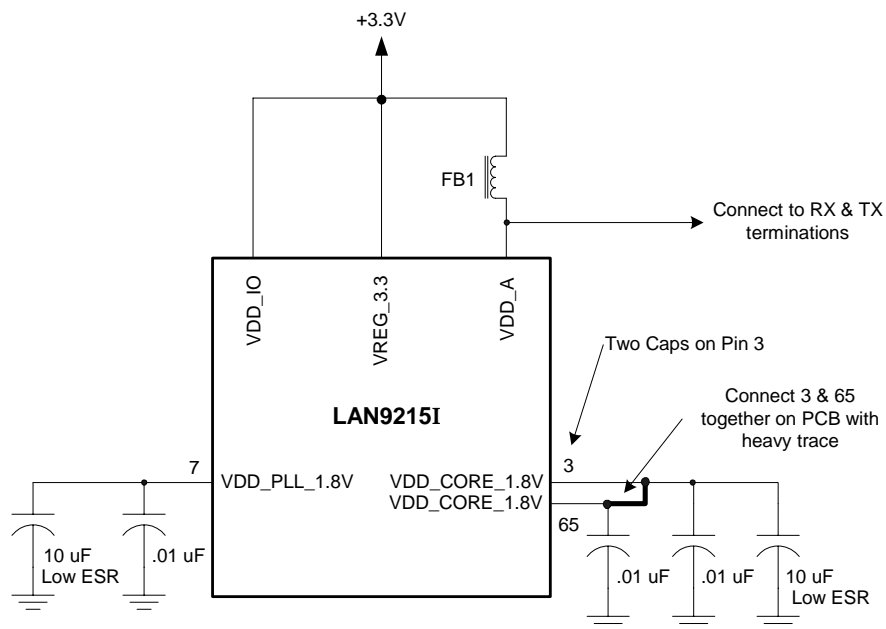 +3.3V
FB1
Connect to RX & TX
terminations
VDD_IO
VREG_3.3
VDD_A
Two Caps on Pin 3
LAN9215I
Connect 3 & 65
together on PCB with
heavy trace
7
VDD_PLL_1.8V
VDD_CORE_1.8V
3
VDD_CORE_1.8V
65
10 uF
Low ESR
.01 uF
.01 uF
.01 uF
10 uF
Low ESR